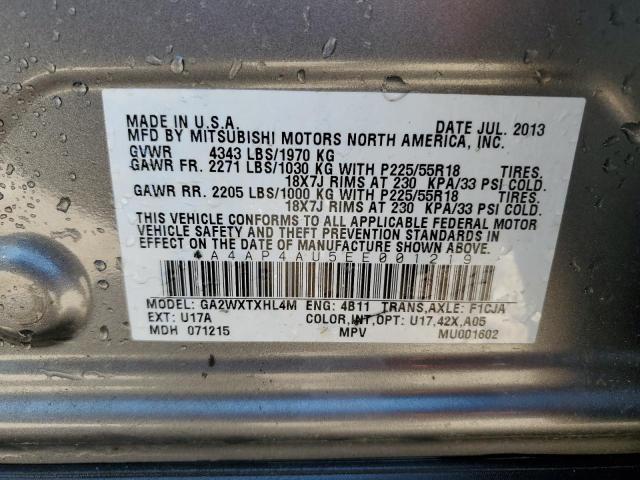 MADE IN U.S.A. DATE JUL. 2013
MFD BY MITSUBISHI MOTORS NORTH AMERICA, INC.
GVWR 4343 LBS/1970 KG
GAWR FR. 2271 LBS/1030 KG WITH P225/55R18 TIRES.
18X7J RIMS AT 230 KPA/33 PSI COLD.
GAWR RR. 2205 LBS/1000 KG WITH P225/55R18 TIRES.
18X7J RIMS AT 230 KPA/33 PSI COLD.
THIS VEHICLE CONFORMS TO ALL APPLICABLE FEDERAL MOTOR
VEHICLE SAFETY AND THEFT PREVENTION STANDARDS IN
EFFECT ON THE DATE OF MANUFACTURE SHOWN ABOVE.
4A4AP4AU5EE001219
MODEL: GA2WXTXHL4M ENG: 4B11 TRANS,AXLE: F1CJA
EXT: U17A COLOR,INT,OPT: U17,42X,A05
MDH 071215 MPV MU001602